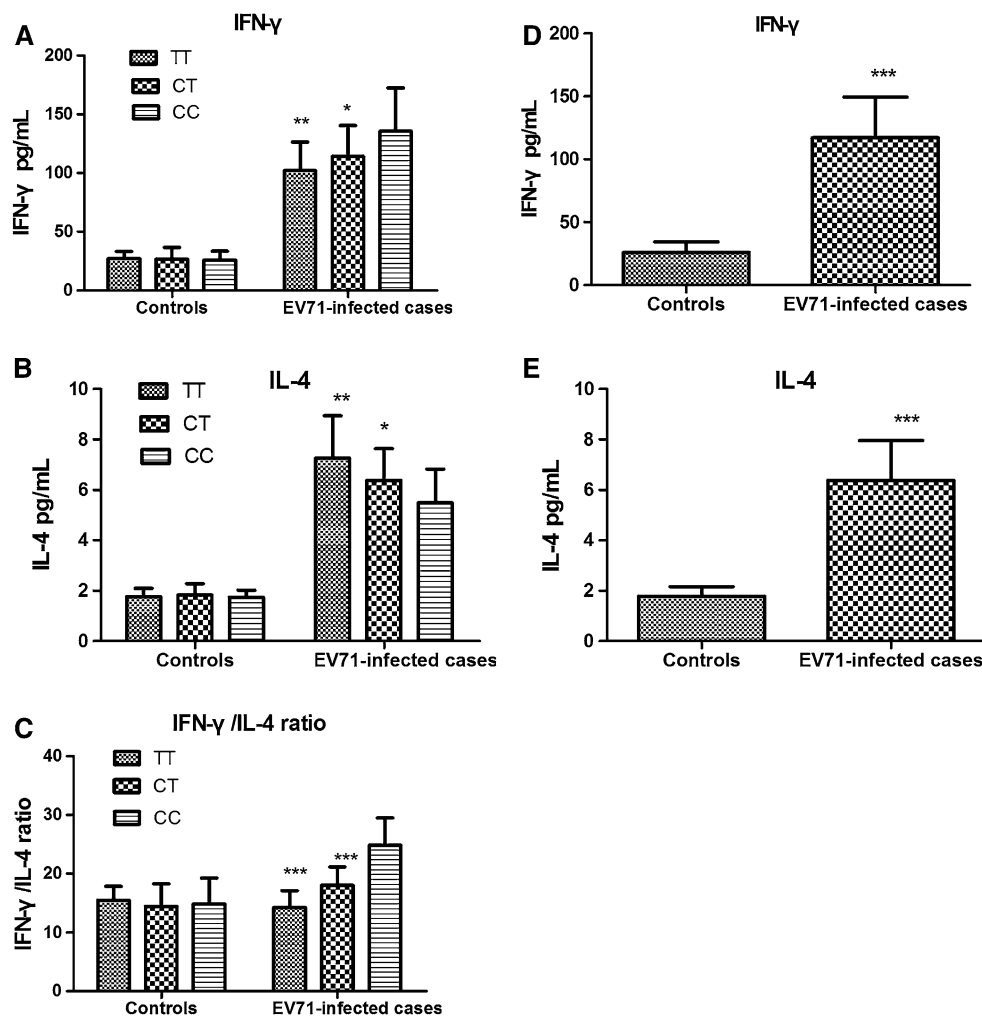 A
IFN-γ
TT
CT
CC
IFN-γ pg/mL
200
150
100
50
0
**
*
Controls
EV71-infected cases
D
IFN-γ
IFN-γ pg/mL
200
150
100
50
0
***
Controls
EV71-infected cases
B
IL-4
TT
CT
CC
IL-4 pg/mL
10
8
6
4
2
0
**
*
Controls
EV71-infected cases
E
IL-4
IL-4 pg/mL
10
8
6
4
2
0
***
Controls
EV71-infected cases
C
IFN-γ /IL-4 ratio
TT
CT
CC
IFN-γ /IL-4 ratio
40
30
20
10
0
***
***
Controls
EV71-infected cases